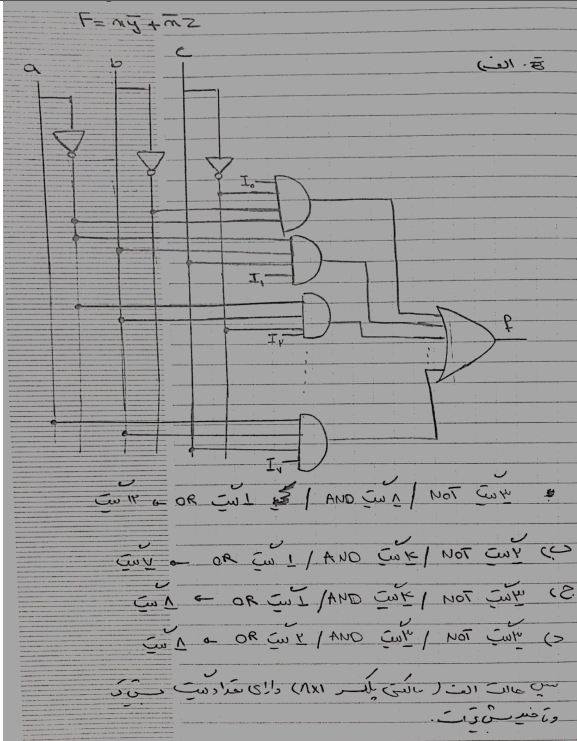 F = xȳ + x̄z
a b c
الف.
I₀
I₁
I₂
f
I₇
۳ گیت NOT / ۸ گیت AND / ۱ گیت OR ← ۱۲ گیت
ب) ۲ گیت NOT / ۴ گیت AND / ۱ گیت OR ← ۷ گیت
ج) ۳ گیت NOT / ۴ گیت AND / ۱ گیت OR ← ۸ گیت
د) ۳ گیت NOT / ۳ گیت AND / ۲ گیت OR ← ۸ گیت
پس حالت الف ( مالتی پلکسر ۸x۱) دارای تعداد گیت بیشتری
و تاخیر بیشتری است.